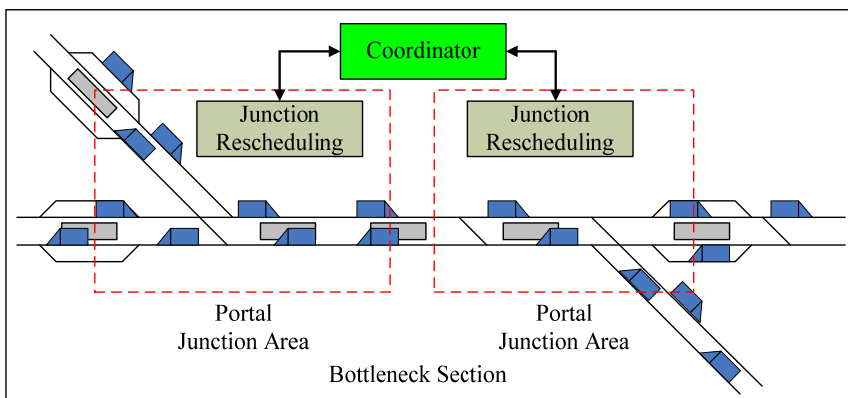 Coordinator
Junction
Rescheduling
Junction
Rescheduling
Portal
Junction Area
Portal
Junction Area
Bottleneck Section